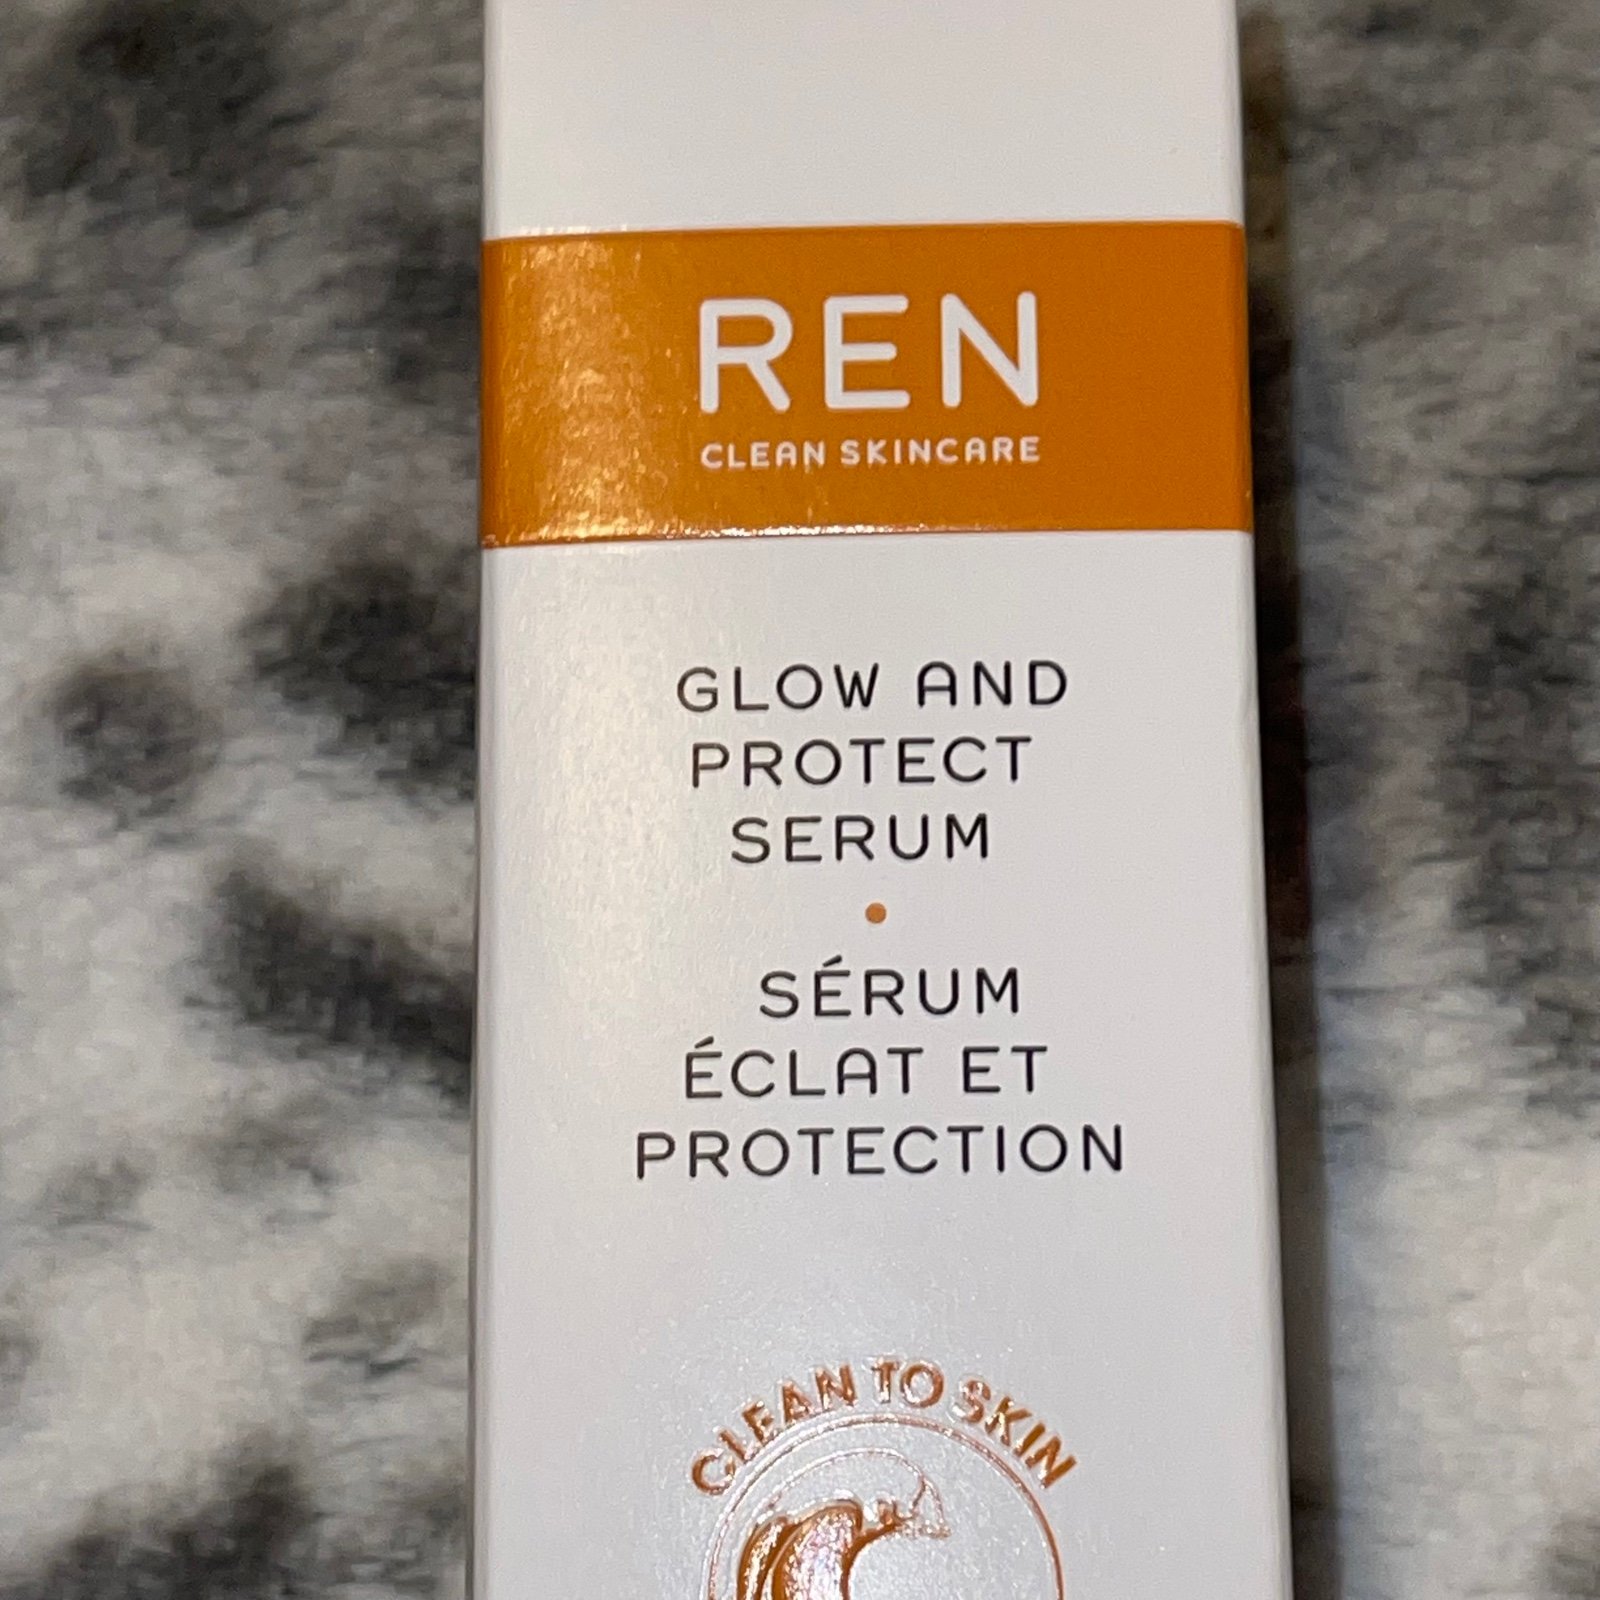 REN
CLEAN SKINCARE
GLOW AND
PROTECT
SERUM
SÉRUM
ÉCLAT ET
PROTECTION
CLEAN TO SKIN